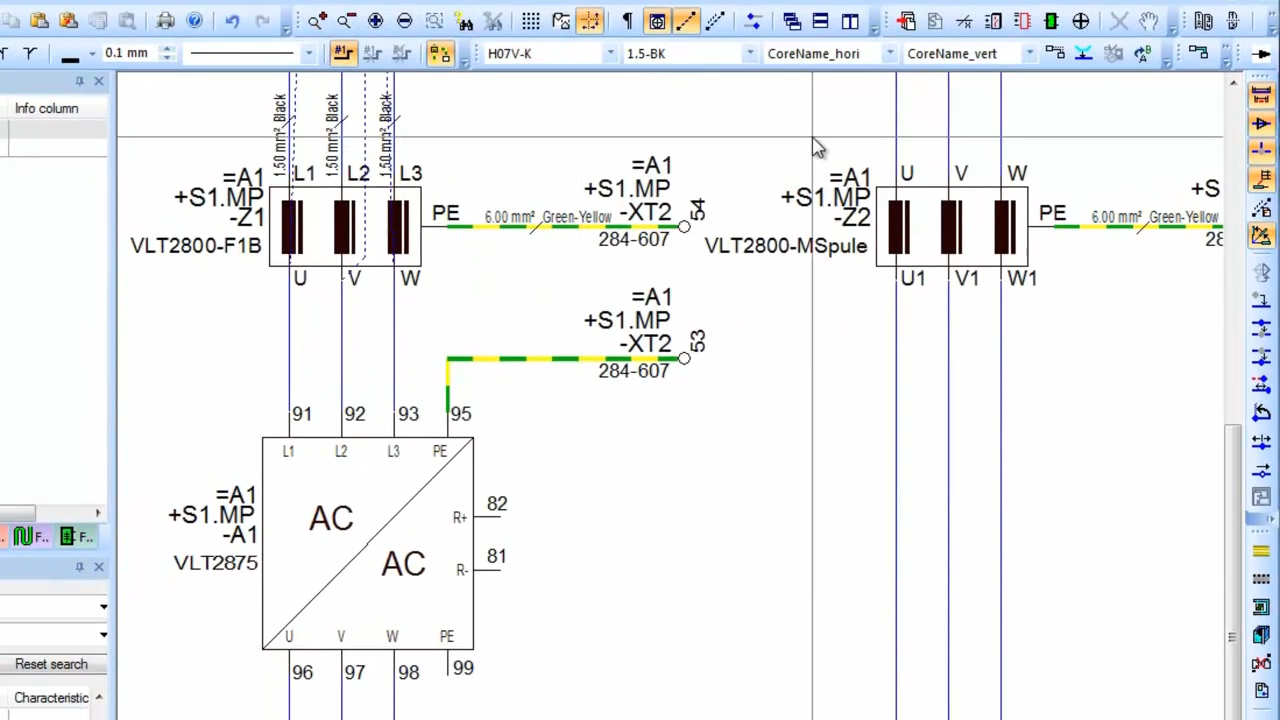 0.1 mm
H07V-K
1.5-BK
CoreName_hori
CoreName_vert
Info column
1.50 mm² Black
1.50 mm² Black
1.50 mm² Black
=A1
+S1.MP
-Z1
VLT2800-F1B
L1
L2
L3
U
V
W
PE
6.00 mm² Green-Yellow
=A1
+S1.MP
-XT2
54
284-607
=A1
+S1.MP
-Z2
VLT2800-MSpule
U
V
W
U1
V1
W1
PE
6.00 mm² Green-Yellow
+S
28
=A1
+S1.MP
-XT2
53
284-607
91
92
93
95
L1
L2
L3
PE
=A1
+S1.MP
-A1
VLT2875
AC
AC
R+
82
R-
81
U
V
W
PE
96
97
98
99
F..
F..
Reset search
Characteristic